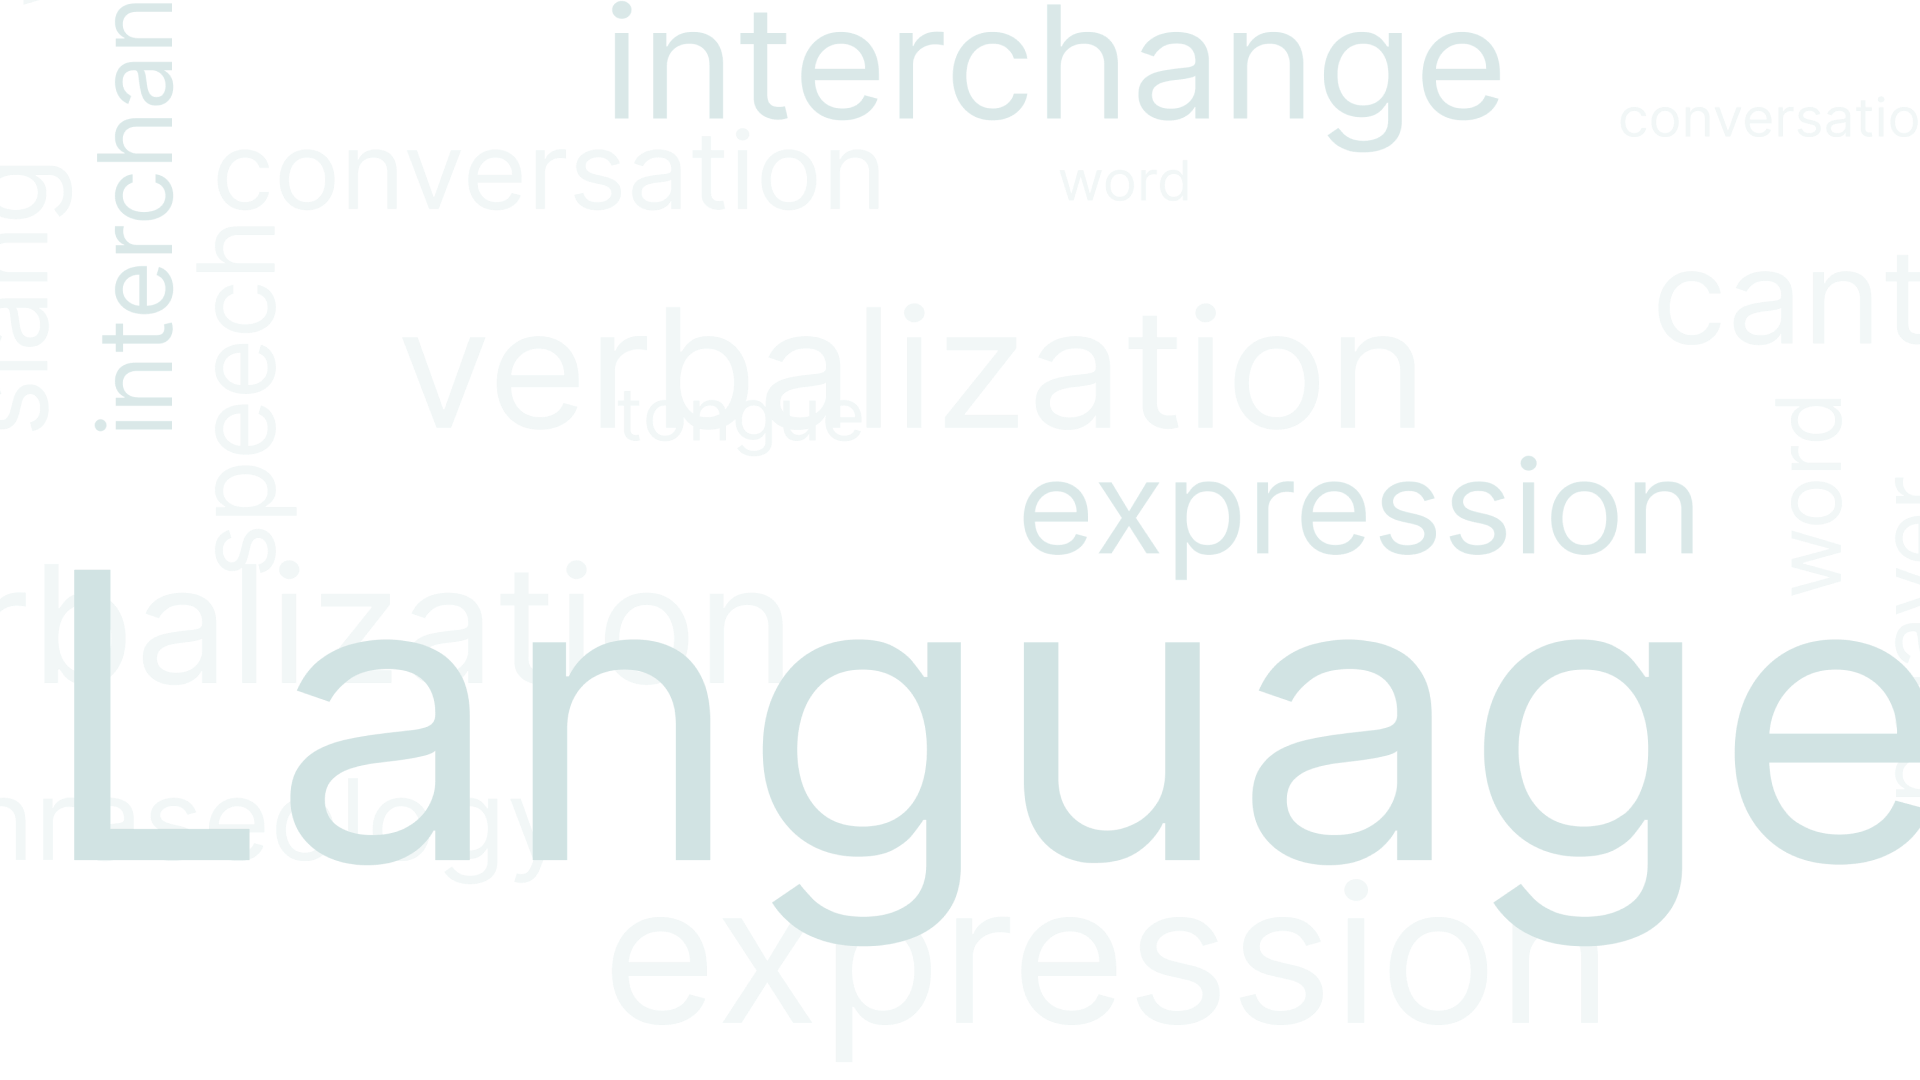 interchange
interchan
conversatio
conversation
word
slang
speech
cant
verbalization
tongue
word
expression
rbalization
Language
hraseology
expression